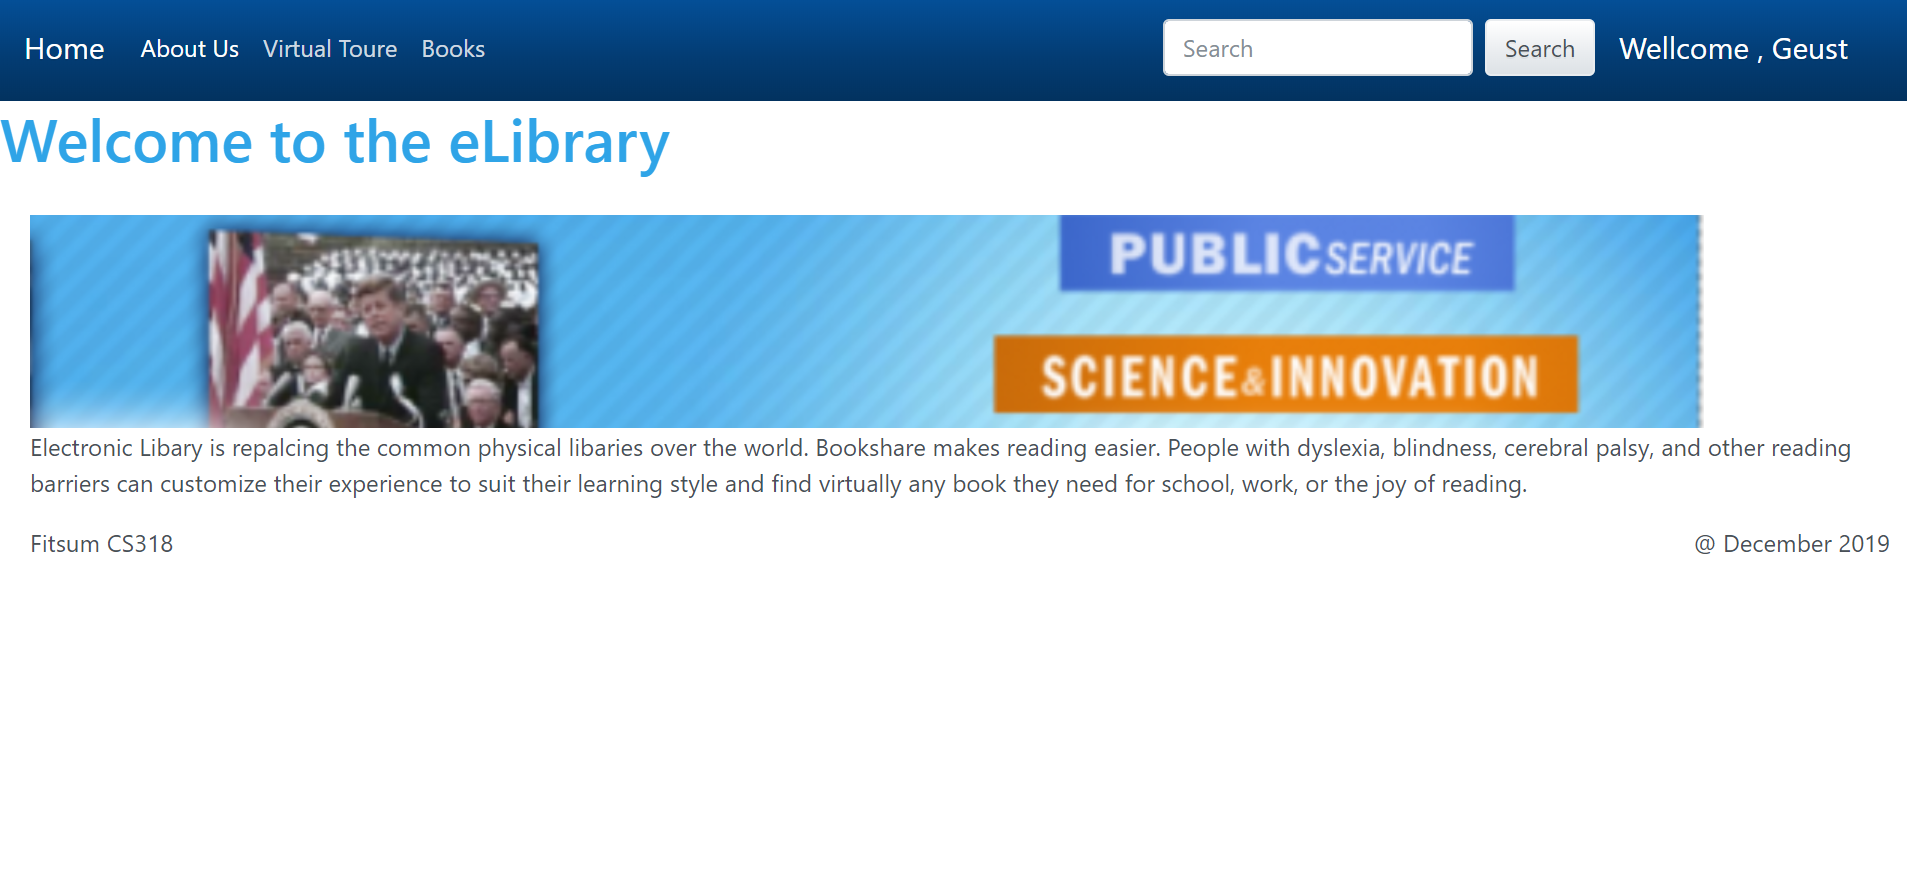 Home About Us Virtual Toure Books Search Search Wellcome , Geust
Welcome to the eLibrary
PUBLIC SERVICE
SCIENCE & INNOVATION
Electronic Libary is repalcing the common physical libaries over the world. Bookshare makes reading easier. People with dyslexia, blindness, cerebral palsy, and other reading
barriers can customize their experience to suit their learning style and find virtually any book they need for school, work, or the joy of reading.
Fitsum CS318 @ December 2019